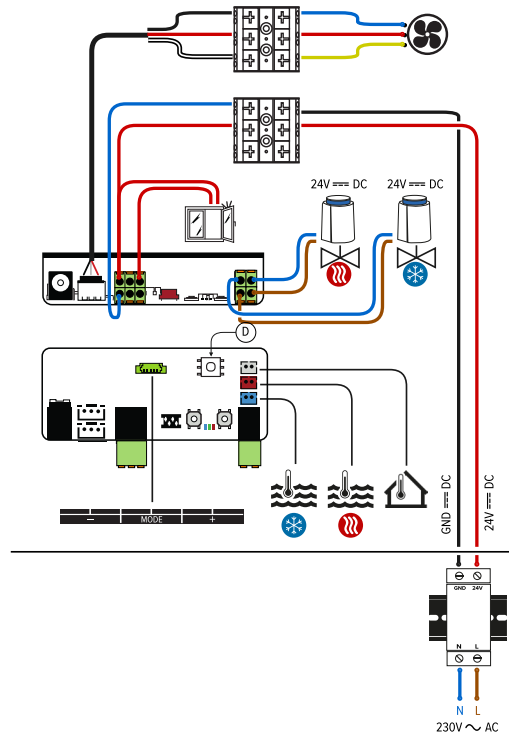 24V ⎓ DC 24V ⎓ DC
D
GND ⎓ DC
24V ⎓ DC
− MODE +
GND 24V
N L
N L
230V ~ AC